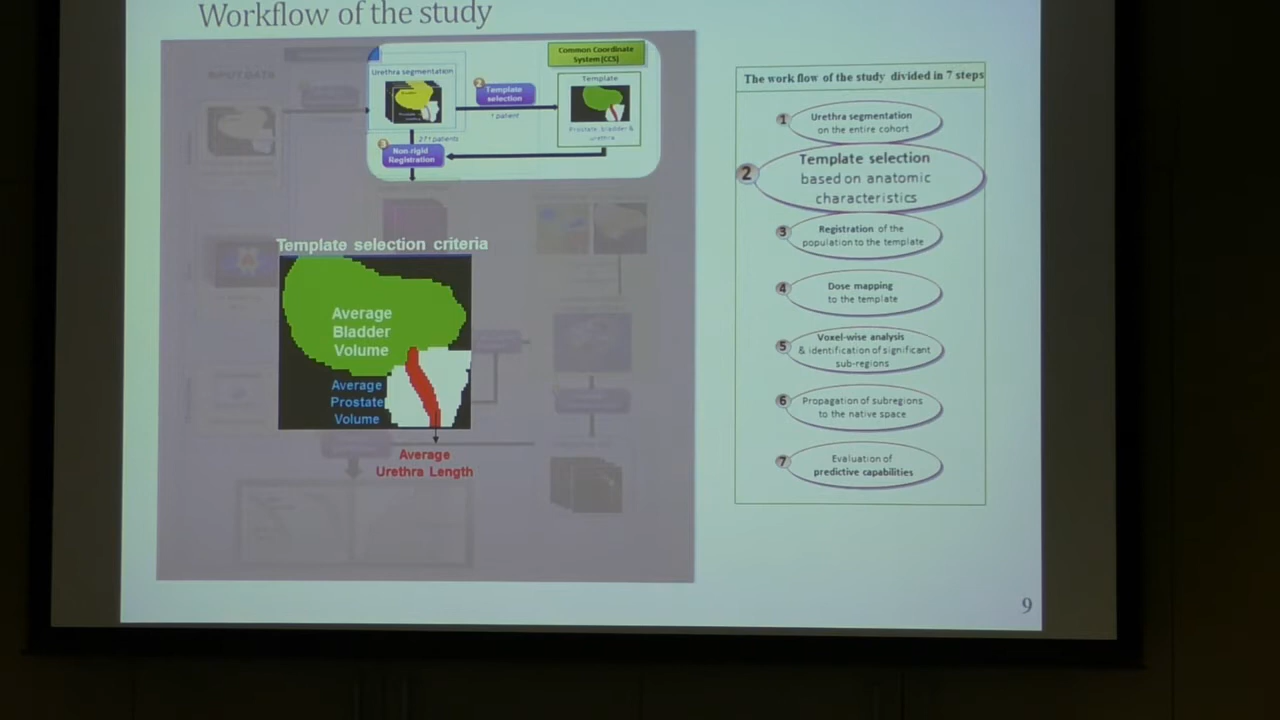 Workflow of the study
INPUT DATA
Common Coordinate
System (CCS)
Urethra segmentation
2
Template
selection
1 patient
Template
Prostate, bladder &
urethra
271 patients
3
Non-rigid
Registration
Template selection criteria
Average
Bladder
Volume
Average
Prostate
Volume
Average
Urethra Length
The work flow of the study divided in 7 steps
1
Urethra segmentation
on the entire cohort
2
Template selection
based on anatomic
characteristics
3
Registration of the
population to the template
4
Dose mapping
to the template
5
Voxel-wise analysis
& identification of significant
sub-regions
6
Propagation of subregions
to the native space
7
Evaluation of
predictive capabilities
9